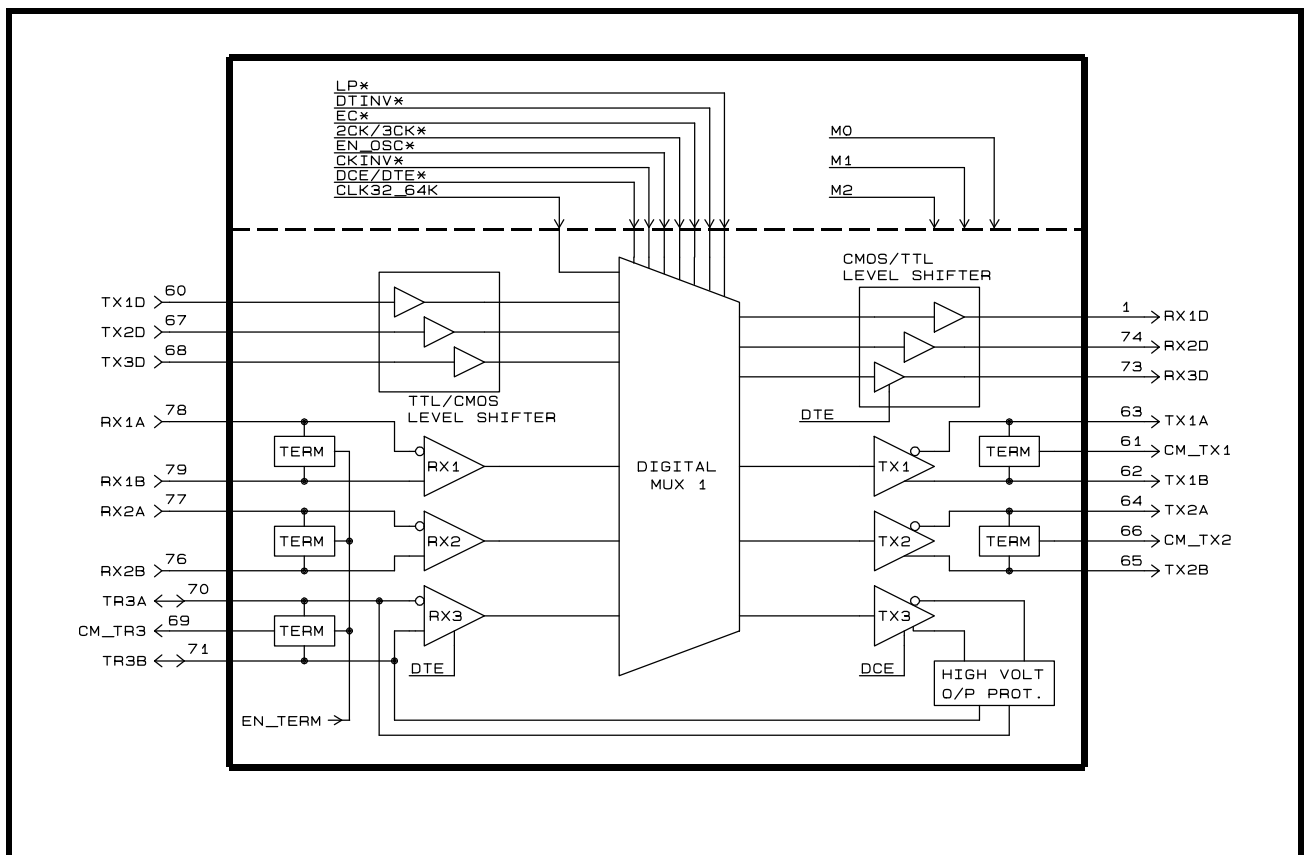 LP*
DTINV*
EC*
2CK/3CK*
EN_OSC*
CKINV*
DCE/DTE*
CLK32_64K
M0
M1
M2
CMOS/TTL
LEVEL SHIFTER
TX1D 60
TX2D 67
TX3D 68
TTL/CMOS
LEVEL SHIFTER
1 RX1D
74 RX2D
73 RX3D
DTE
RX1A 78
TERM
RX1
RX1B 79
RX2A 77
TERM
RX2
RX2B 76
TR3A 70
CM_TR3 69
TERM
RX3
TR3B 71
DTE
EN_TERM
DIGITAL
MUX 1
63 TX1A
TX1
TERM
61 CM_TX1
62 TX1B
64 TX2A
TX2
TERM
66 CM_TX2
65 TX2B
TX3
DCE
HIGH VOLT
O/P PROT.